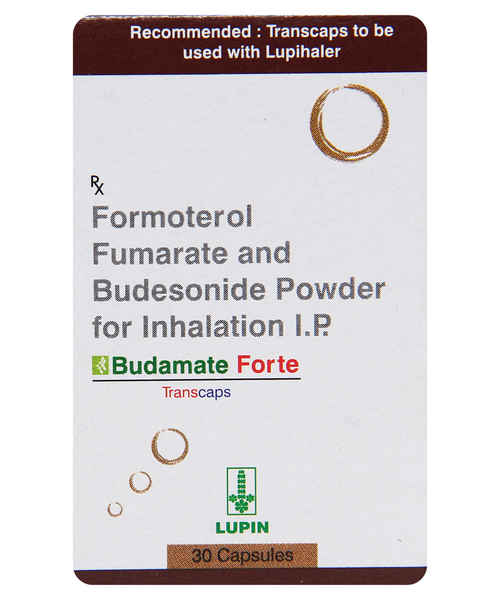 Recommended : Transcaps to be
used with Lupihaler
Rx
Formoterol
Fumarate and
Budesonide Powder
for Inhalation I.P.
Budamate Forte
Transcaps
LUPIN
30 Capsules